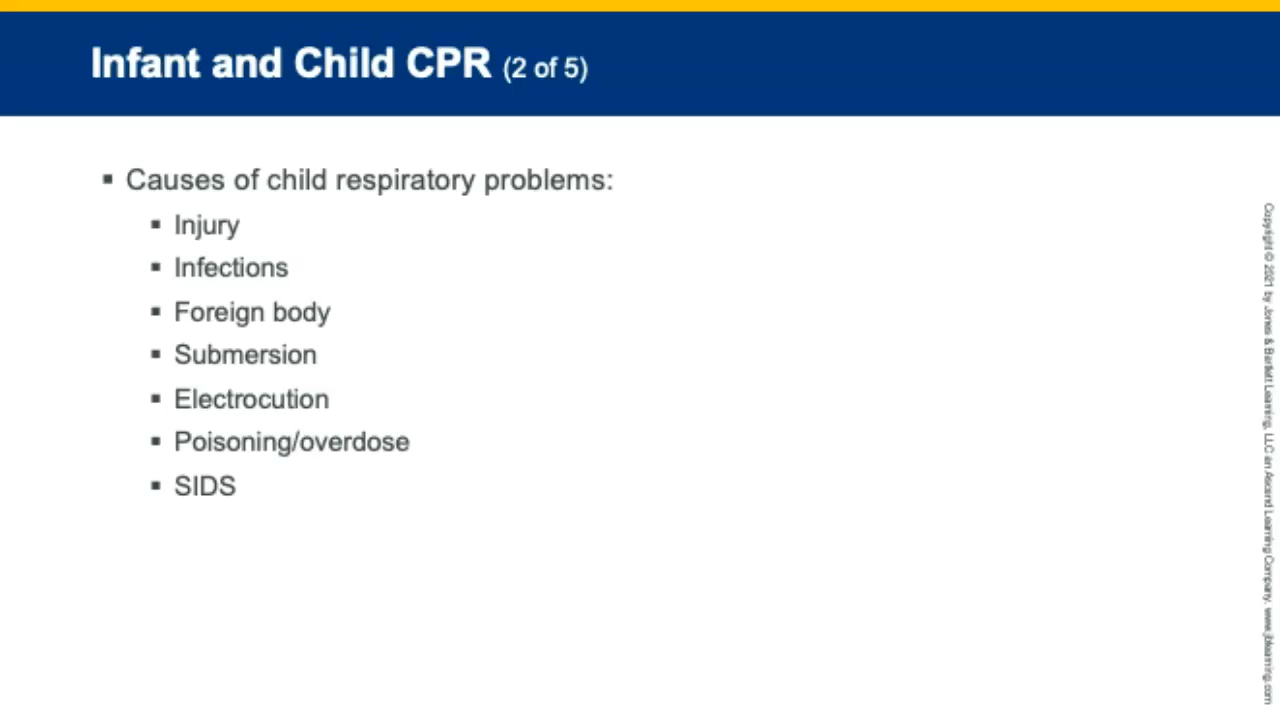 Infant and Child CPR (2 of 5)
▪ Causes of child respiratory problems:
▪ Injury
▪ Infections
▪ Foreign body
▪ Submersion
▪ Electrocution
▪ Poisoning/overdose
▪ SIDS
Copyright © 2021 by Jones & Bartlett Learning, LLC an Ascend Learning Company. www.jblearning.com